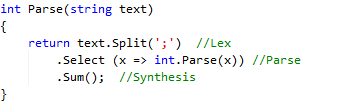 int Parse(string text)
{
    return text.Split(';')  //Lex
        .Select (x => int.Parse(x)) //Parse
        .Sum();  //Synthesis
}